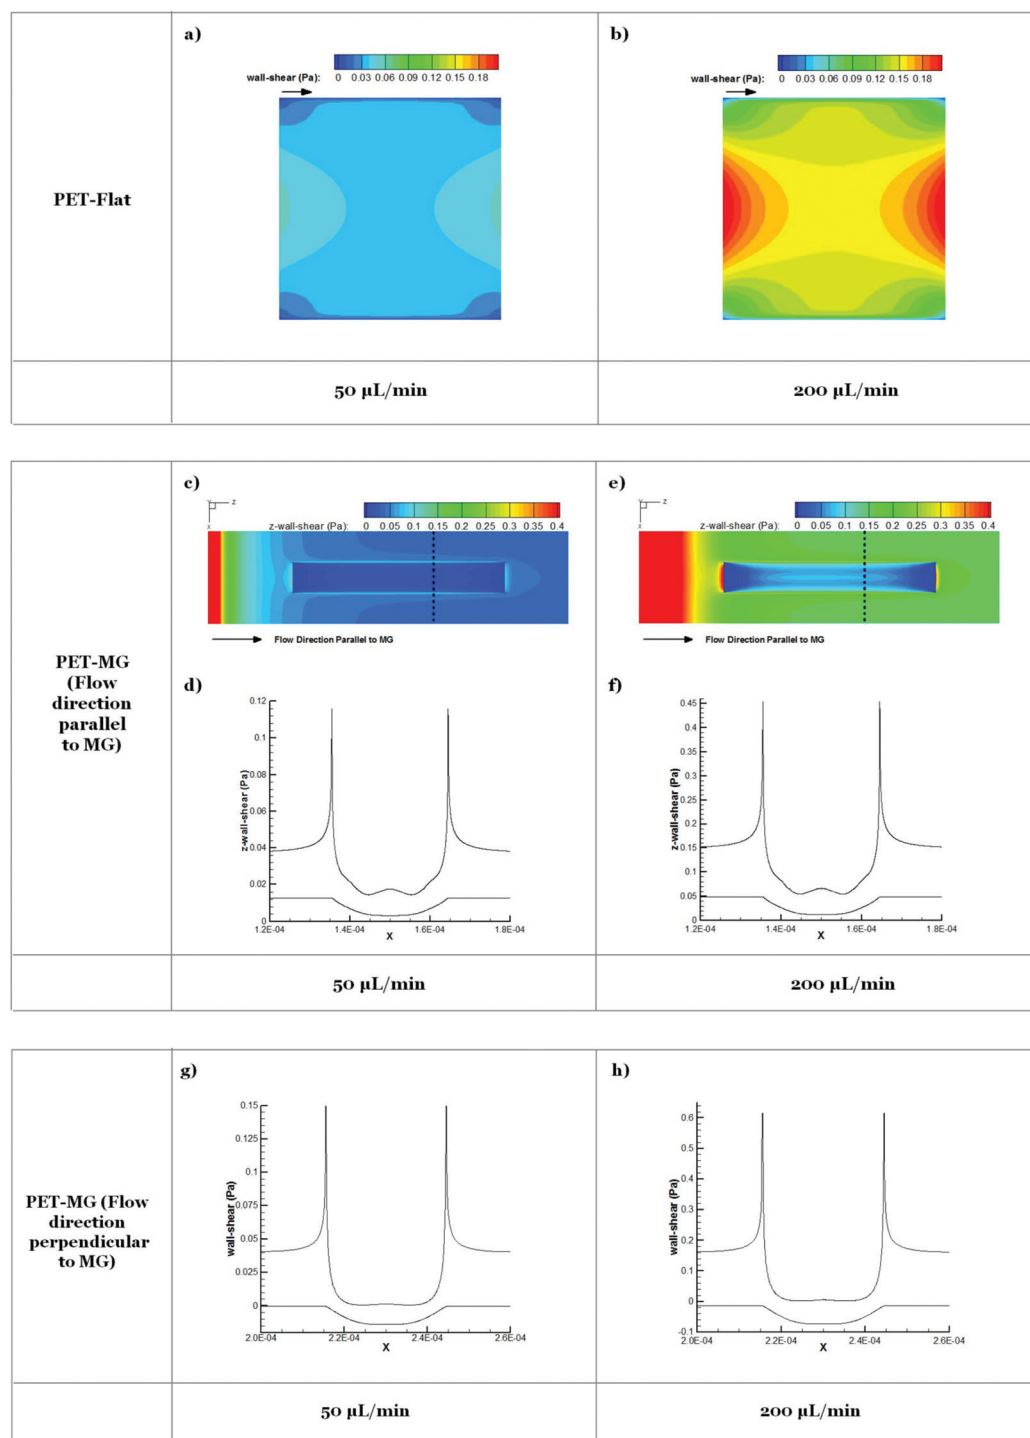 a)
wall-shear (Pa):
0 0.03 0.06 0.09 0.12 0.15 0.18
b)
wall-shear (Pa):
0 0.03 0.06 0.09 0.12 0.15 0.18
PET-Flat
50 µL/min
200 µL/min
c)
Y Z
X
z-wall-shear (Pa):
0 0.05 0.1 0.15 0.2 0.25 0.3 0.35 0.4
Flow Direction Parallel to MG
e)
X
z-wall-shear (Pa):
0 0.05 0.1 0.15 0.2 0.25 0.3 0.35 0.4
Flow Direction Parallel to MG
PET-MG
(Flow
direction
parallel
to MG)
d)
z-wall-shear (Pa)
0.12
0.1
0.08
0.06
0.04
0.02
0
1.2E-04 1.4E-04 1.6E-04 1.8E-04
X
f)
z-wall-shear (Pa)
0.45
0.4
0.35
0.3
0.25
0.2
0.15
0.1
0.05
0
1.2E-04 1.4E-04 1.6E-04 1.8E-04
X
50 µL/min
200 µL/min
PET-MG (Flow
direction
perpendicular
to MG)
g)
wall-shear (Pa)
0.15
0.125
0.1
0.075
0.05
0.025
0
2.0E-04 2.2E-04 2.4E-04 2.6E-04
X
h)
wall-shear (Pa)
0.6
0.5
0.4
0.3
0.2
0.1
0
-0.1
2.0E-04 2.2E-04 2.4E-04 2.6E-04
X
50 µL/min
200 µL/min